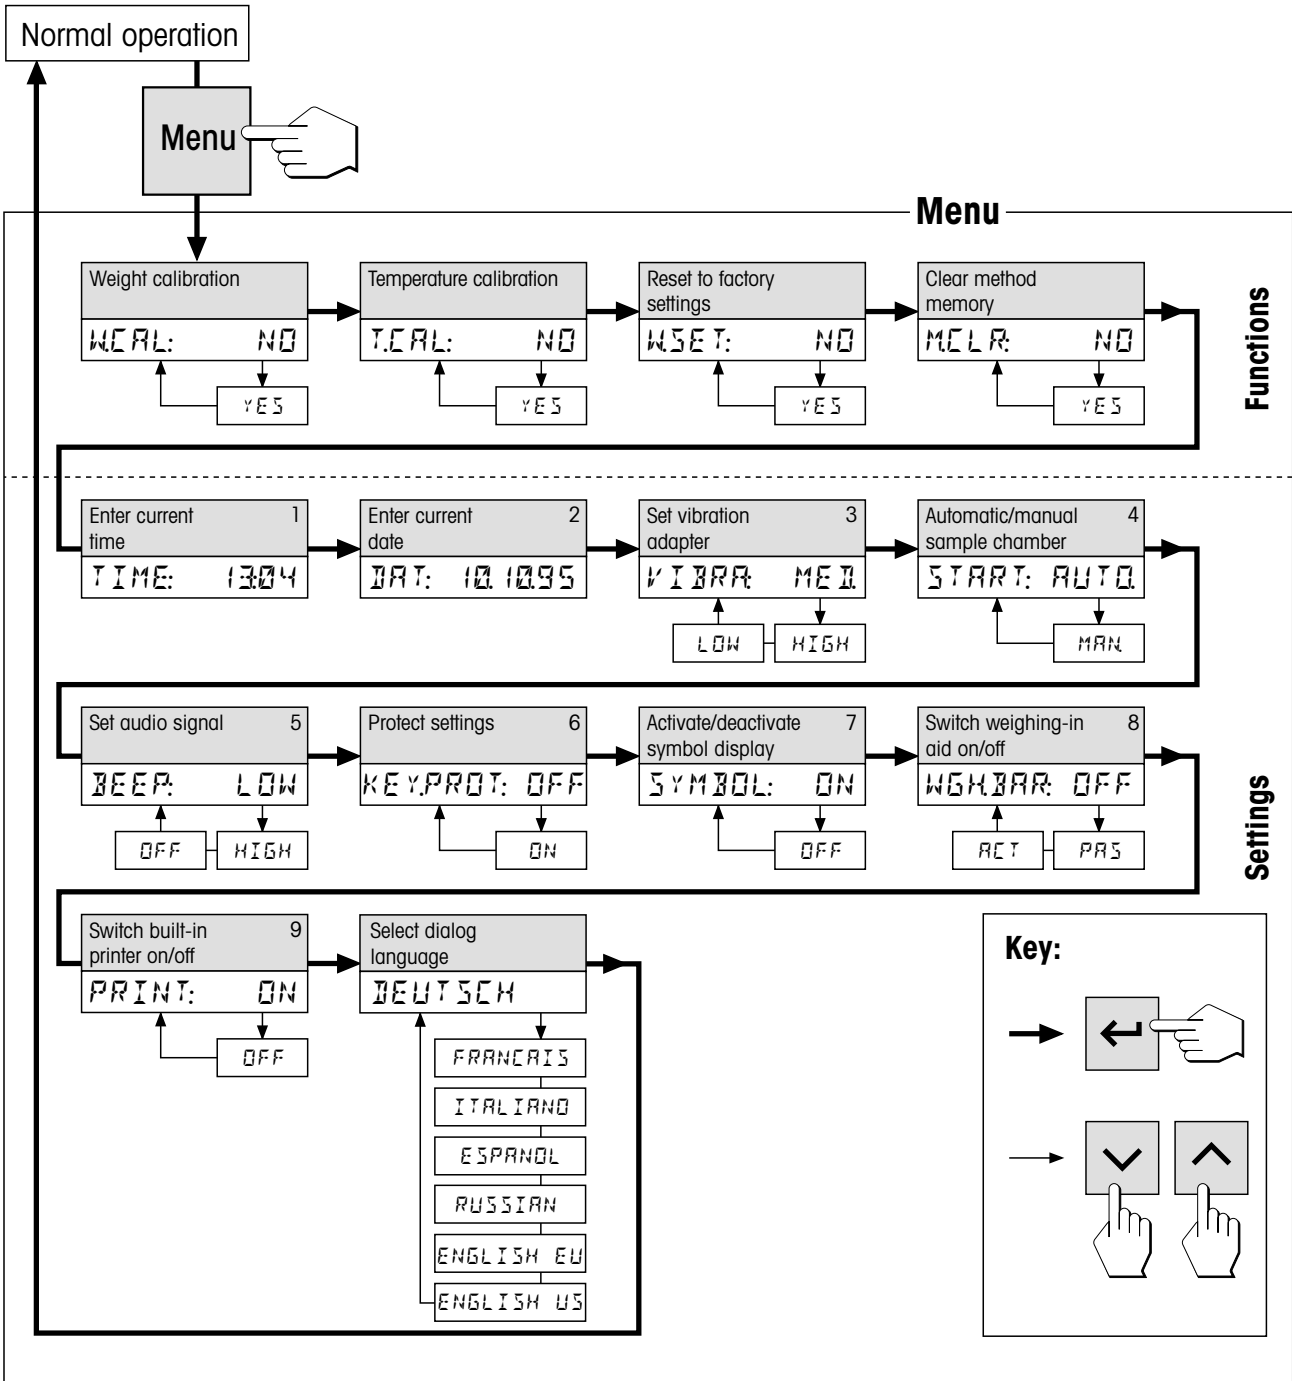 Normal operation
Menu
Menu
Functions
Weight calibration
W.CAL: NO
YES
Temperature calibration
T.CAL: NO
YES
Reset to factory
settings
W.SET: NO
YES
Clear method
memory
M.CLR: NO
YES
Settings
Enter current 1
time
TIME: 13:04
Enter current 2
date
DAT: 10.10.95
Set vibration 3
adapter
VIBRA: MED.
LOW HIGH
Automatic/manual 4
sample chamber
START: AUTO.
MAN.
Set audio signal 5
BEEP: LOW
OFF HIGH
Protect settings 6
KEY.PROT: OFF
ON
Activate/deactivate 7
symbol display
SYMBOL: ON
OFF
Switch weighing-in 8
aid on/off
WGH.BAR: OFF
ACT PAS
Switch built-in 9
printer on/off
PRINT: ON
OFF
Select dialog
language
DEUTSCH
FRANCAIS
ITALIANO
ESPANOL
RUSSIAN
ENGLISH EU
ENGLISH US
Key: